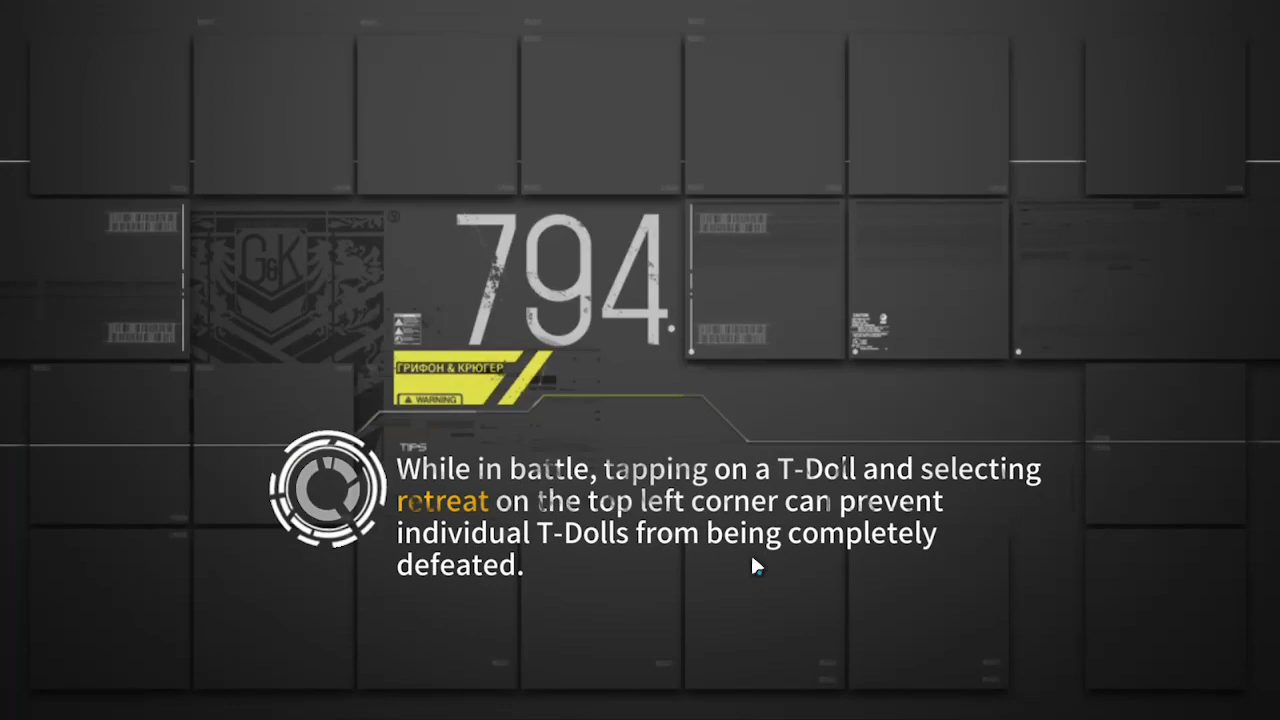 G&K
794.
ГРИФОН & КРЮГЕР
WARNING
TIPS
While in battle, tapping on a T-Doll and selecting
retreat on the top left corner can prevent
individual T-Dolls from being completely
defeated.